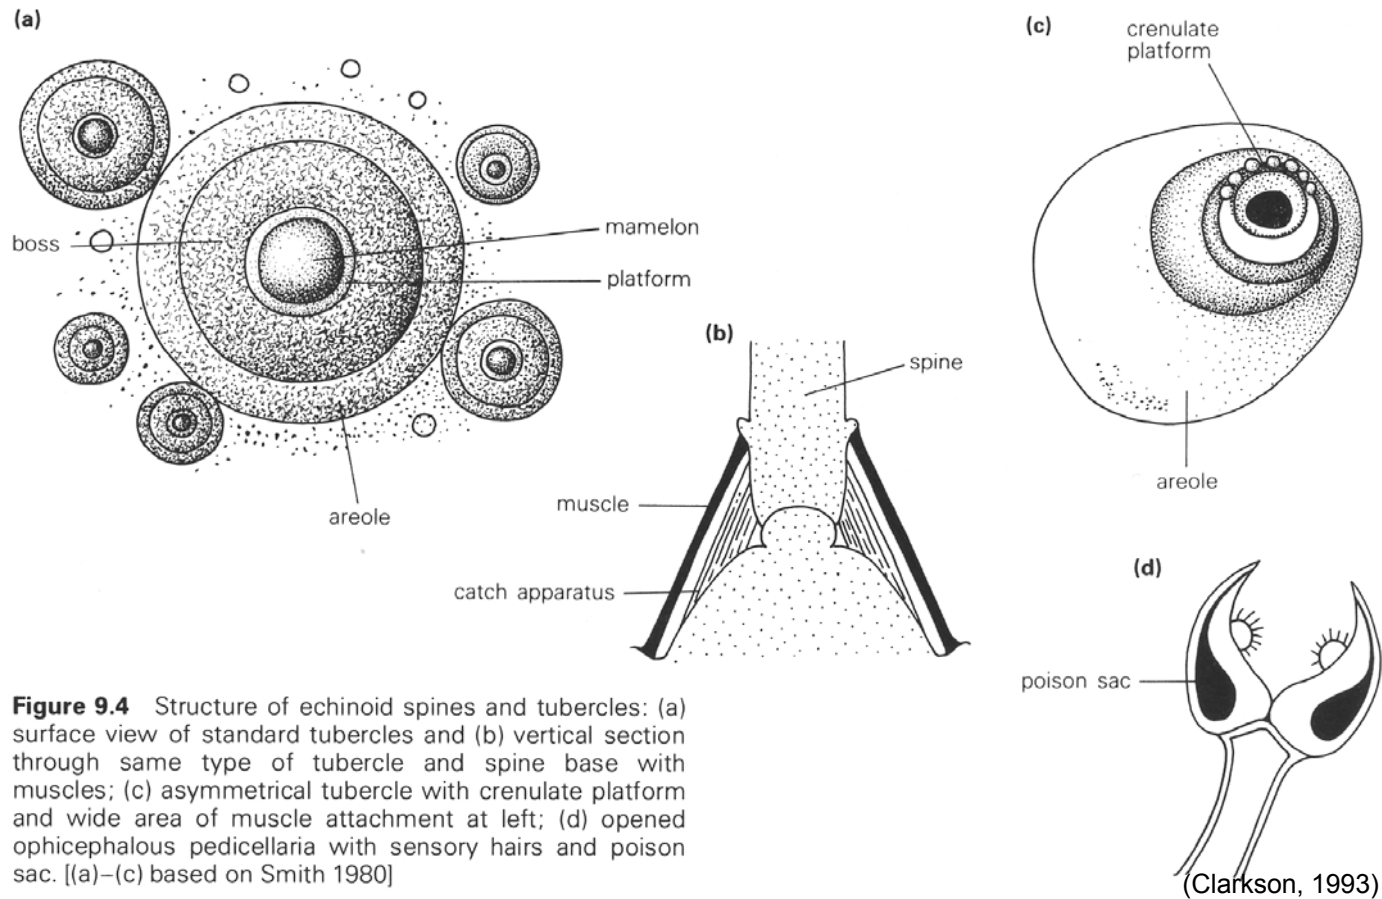 (a)
boss
mamelon
platform
areole
(b)
spine
muscle
catch apparatus
(c)
crenulate
platform
areole
(d)
poison sac
Figure 9.4 Structure of echinoid spines and tubercles: (a)
surface view of standard tubercles and (b) vertical section
through same type of tubercle and spine base with
muscles; (c) asymmetrical tubercle with crenulate platform
and wide area of muscle attachment at left; (d) opened
ophicephalous pedicellaria with sensory hairs and poison
sac. [(a)–(c) based on Smith 1980]
(Clarkson, 1993)